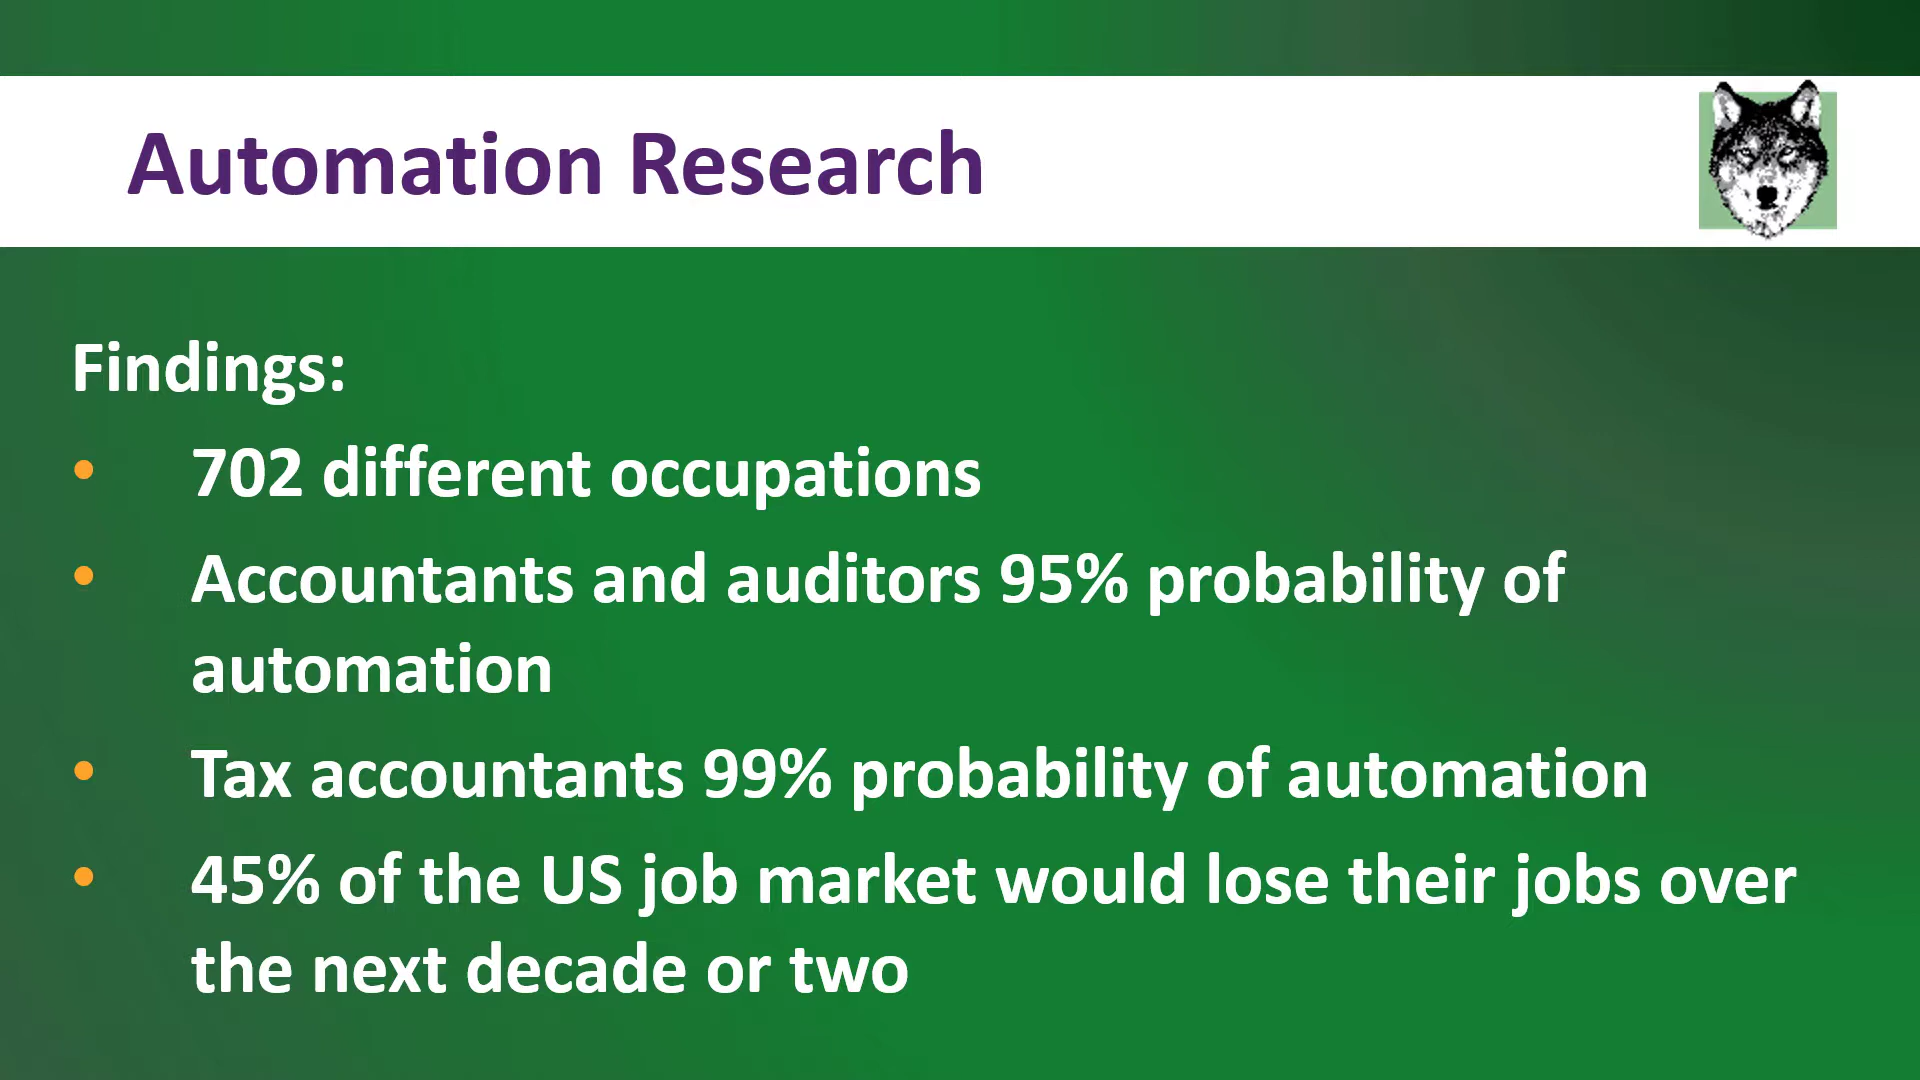 Automation Research
Findings:
• 702 different occupations
• Accountants and auditors 95% probability of
automation
• Tax accountants 99% probability of automation
• 45% of the US job market would lose their jobs over
the next decade or two